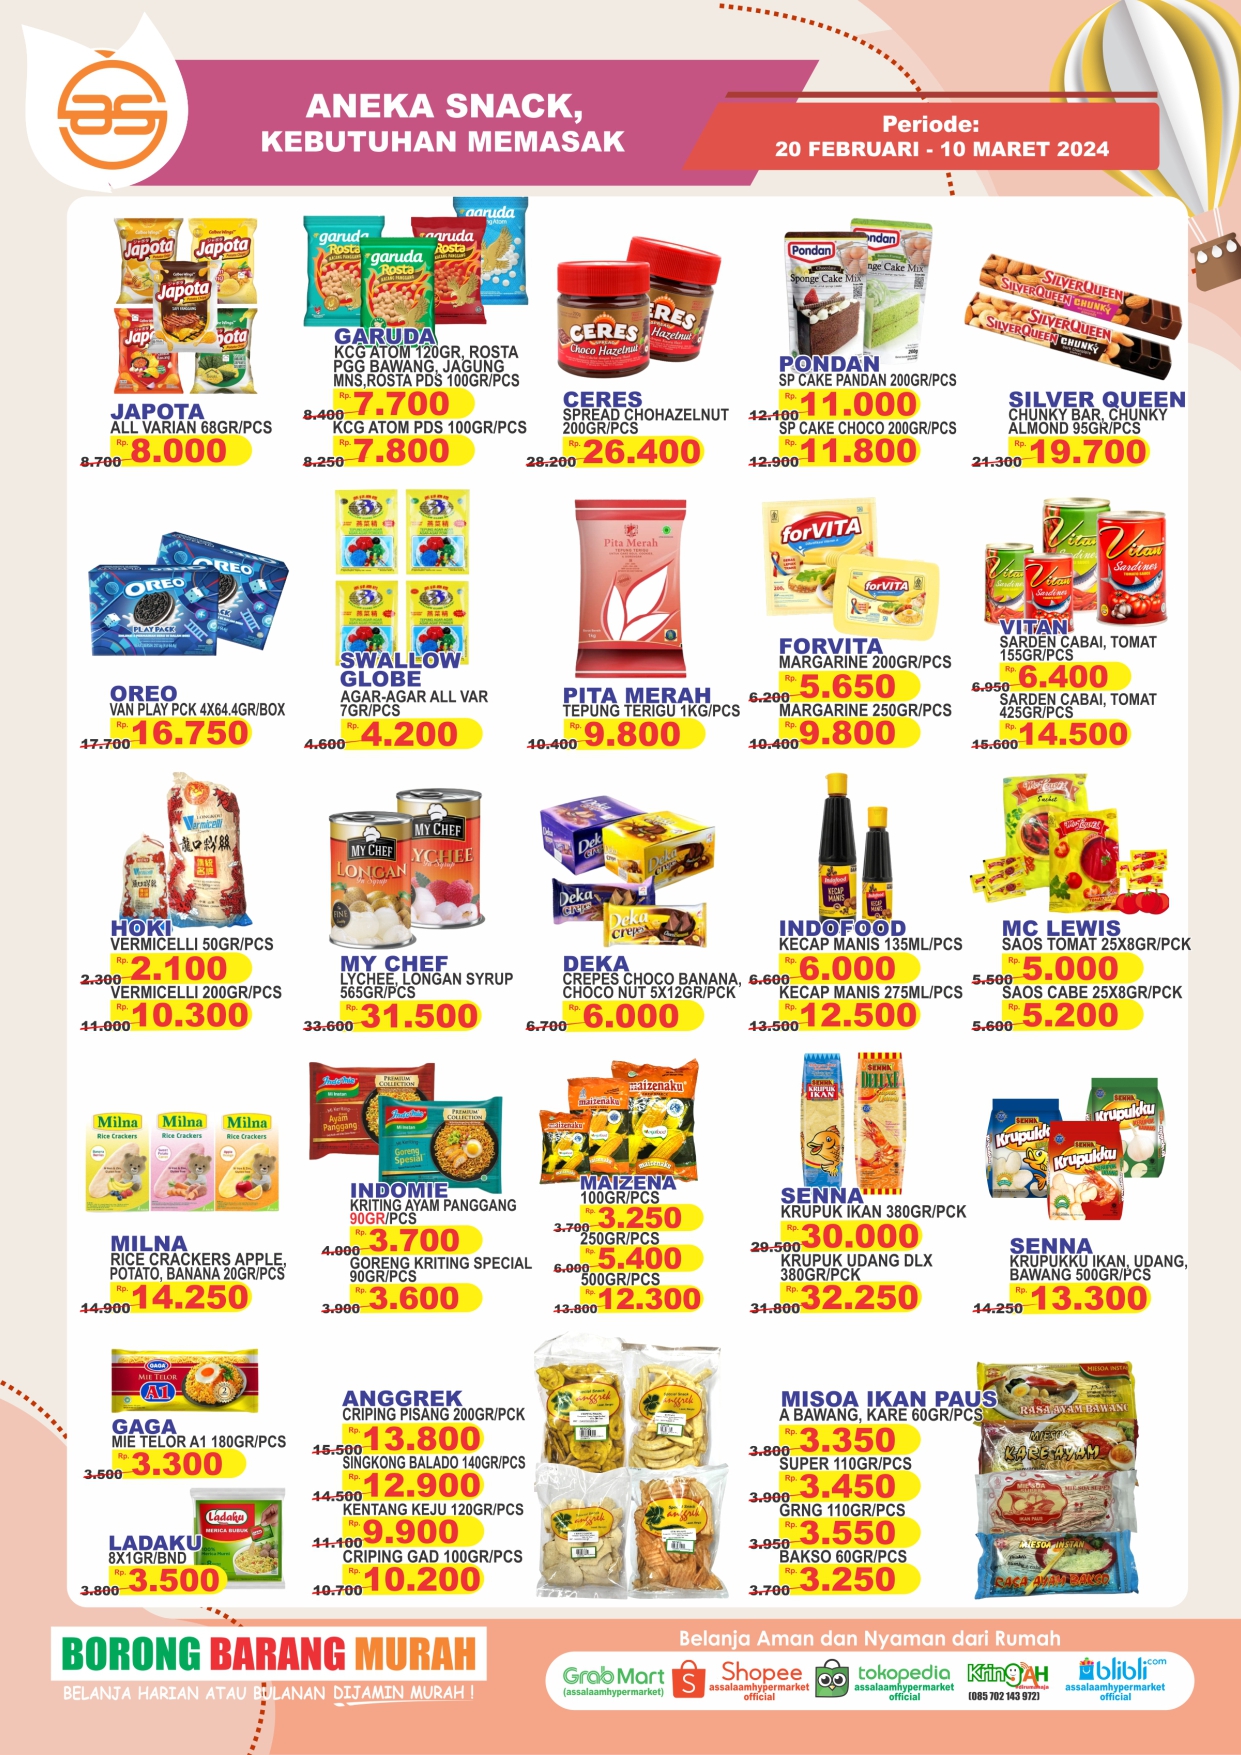 ANEKA SNACK,
KEBUTUHAN MEMASAK
Periode:
20 FEBRUARI - 10 MARET 2024
JAPOTA
ALL VARIAN 68GR/PCS
8.700 Rp. 8.000
GARUDA
KCG ATOM 120GR, ROSTA
PGG BAWANG, JAGUNG
MNS,ROSTA PDS 100GR/PCS
8.400 Rp. 7.700
KCG ATOM PDS 100GR/PCS
8.250 Rp. 7.800
CERES
SPREAD CHOHAZELNUT
200GR/PCS
28.200 Rp. 26.400
PONDAN
SP CAKE PANDAN 200GR/PCS
12.100 Rp. 11.000
SP CAKE CHOCO 200GR/PCS
12.900 Rp. 11.800
SILVER QUEEN
CHUNKY BAR, CHUNKY
ALMOND 95GR/PCS
21.300 Rp. 19.700
OREO
VAN PLAY PCK 4X64.4GR/BOX
17.700 Rp. 16.750
SWALLOW
GLOBE
AGAR-AGAR ALL VAR
7GR/PCS
4.600 Rp. 4.200
PITA MERAH
TEPUNG TERIGU 1KG/PCS
10.400 Rp. 9.800
FORVITA
MARGARINE 200GR/PCS
6.200 Rp. 5.650
MARGARINE 250GR/PCS
10.400 Rp. 9.800
VITAN
SARDEN CABAI, TOMAT
155GR/PCS
6.950 Rp. 6.400
SARDEN CABAI, TOMAT
425GR/PCS
15.600 Rp. 14.500
HOKI
VERMICELLI 50GR/PCS
2.300 Rp. 2.100
VERMICELLI 200GR/PCS
11.000 Rp. 10.300
MY CHEF
LYCHEE, LONGAN SYRUP
565GR/PCS
33.600 Rp. 31.500
DEKA
CREPES CHOCO BANANA,
CHOCO NUT 5X12GR/PCK
6.700 Rp. 6.000
INDOFOOD
KECAP MANIS 135ML/PCS
6.600 Rp. 6.000
KECAP MANIS 275ML/PCS
13.500 Rp. 12.500
MC LEWIS
SAOS TOMAT 25X8GR/PCK
5.500 Rp. 5.000
SAOS CABE 25X8GR/PCK
5.600 Rp. 5.200
MILNA
RICE CRACKERS APPLE,
POTATO, BANANA 20GR/PCS
14.900 Rp. 14.250
INDOMIE
KRITING AYAM PANGGANG
90GR/PCS
4.000 Rp. 3.700
GORENG KRITING SPECIAL
90GR/PCS
3.900 Rp. 3.600
MAIZENA
100GR/PCS
3.700 Rp. 3.250
250GR/PCS
6.000 Rp. 5.400
500GR/PCS
13.800 Rp. 12.300
SENNA
KRUPUK IKAN 380GR/PCK
29.500 Rp. 30.000
KRUPUK UDANG DLX
380GR/PCK
31.800 Rp. 32.250
SENNA
KRUPUKKU IKAN, UDANG,
BAWANG 500GR/PCS
14.250 Rp. 13.300
GAGA
MIE TELOR A1 180GR/PCS
3.500 Rp. 3.300
LADAKU
8X1GR/BND
3.800 Rp. 3.500
ANGGREK
CRIPING PISANG 200GR/PCK
15.500 Rp. 13.800
SINGKONG BALADO 140GR/PCS
14.500 Rp. 12.900
KENTANG KEJU 120GR/PCS
11.100 Rp. 9.900
CRIPING GAD 100GR/PCS
10.700 Rp. 10.200
MISOA IKAN PAUS
A BAWANG, KARE 60GR/PCS
3.800 Rp. 3.350
SUPER 110GR/PCS
3.900 Rp. 3.450
GRNG 110GR/PCS
3.950 Rp. 3.550
BAKSO 60GR/PCS
3.700 Rp. 3.250
BORONG BARANG MURAH
BELANJA HARIAN ATAU BULANAN DIJAMIN MURAH !
Belanja Aman dan Nyaman dari Rumah
GrabMart
(assalaamhypermarket)
Shopee
assalaamhypermarket
official
tokopedia
assalaamhypermarket
official
KringAH
dirumahaja
(085 702 143 972)
blibli.com
assalaamhypermarket
official